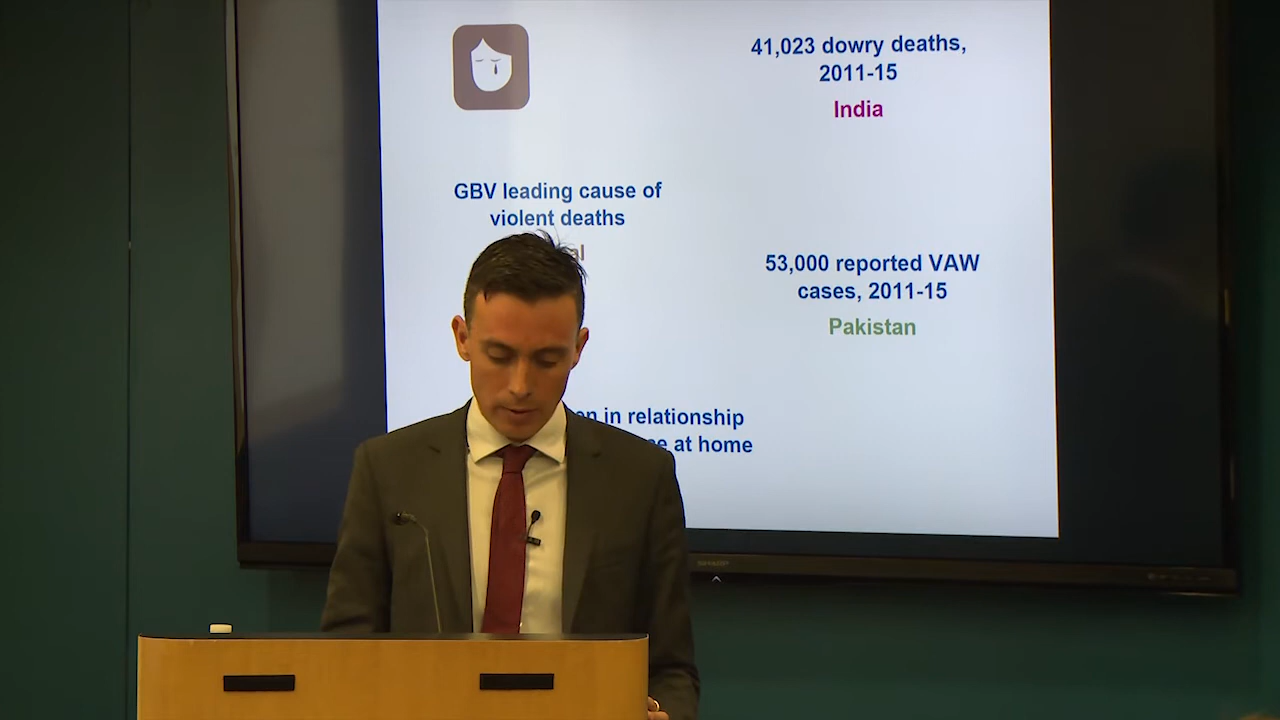 41,023 dowry deaths,
2011-15
India
GBV leading cause of
violent deaths
53,000 reported VAW
cases, 2011-15
Pakistan
in relationship
at home
SHARP